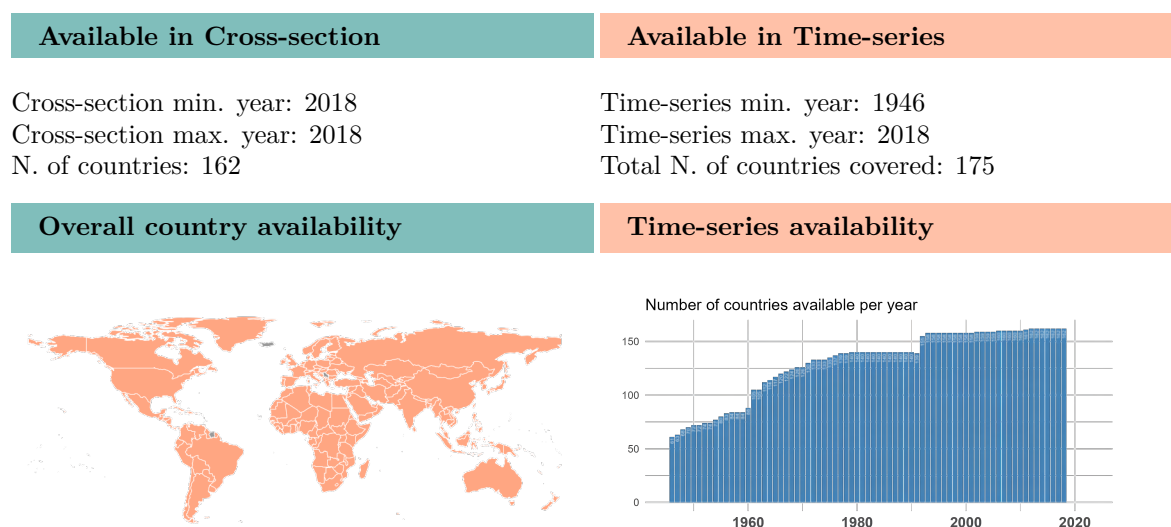 Available in Cross-section
Available in Time-series
Cross-section min. year: 2018
Cross-section max. year: 2018
N. of countries: 162
Time-series min. year: 1946
Time-series max. year: 2018
Total N. of countries covered: 175
Overall country availability
Time-series availability
Number of countries available per year
150
100
50
0
1960
1980
2000
2020